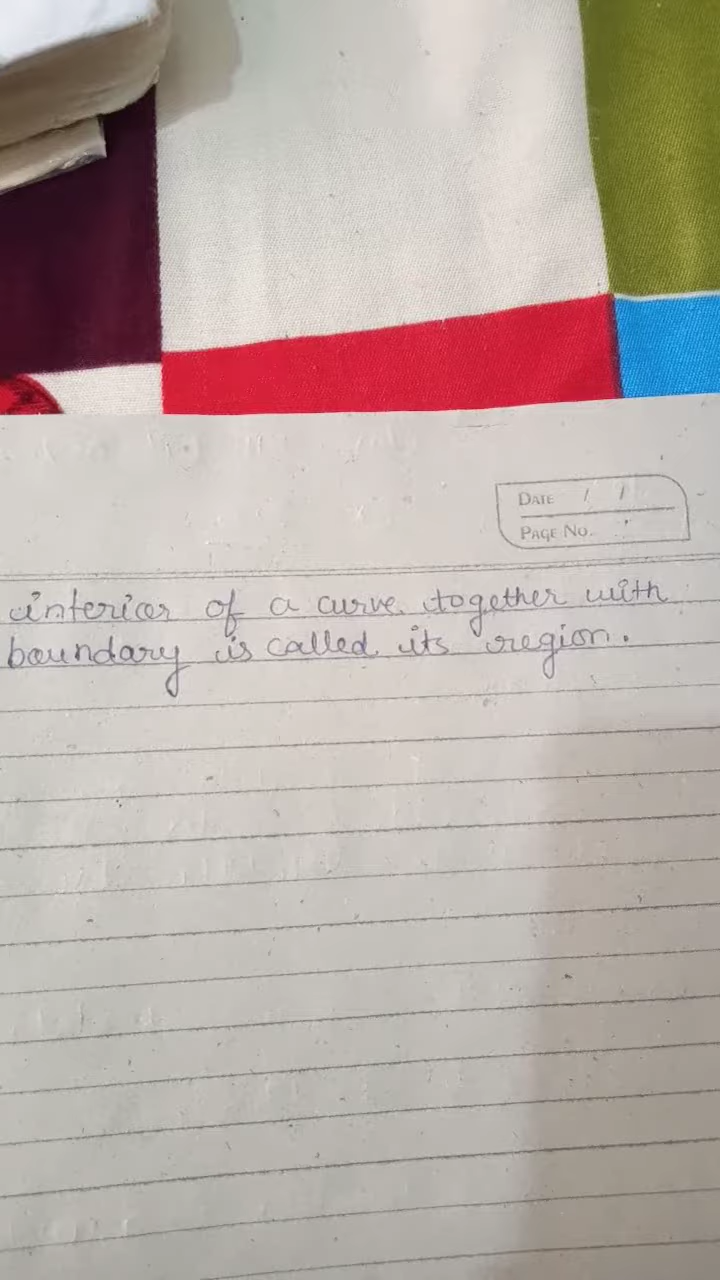 DATE / /
PAGE NO.
interior of a curve together with
boundary is called its region.